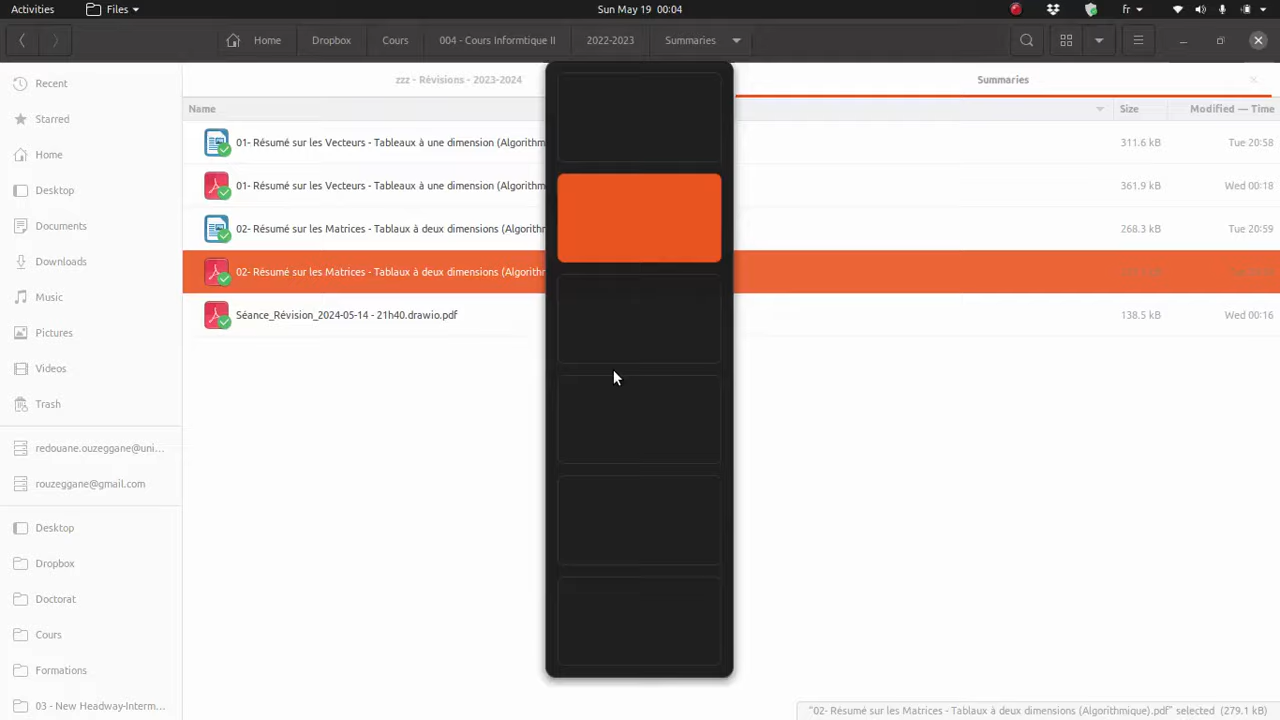 Activities Files Sun May 19 00:04 fr
Home Dropbox Cours 004 - Cours Informtique II 2022-2023 Summaries
Recent
Starred
Home
Desktop
Documents
Downloads
Music
Pictures
Videos
Trash
redouane.ouzeggane@uni...
rouzeggane@gmail.com
Desktop
Dropbox
Doctorat
Cours
Formations
03 - New Headway-Interm...
zzz - Révisions - 2023-2024 Summaries
Name Size Modified — Time
01- Résumé sur les Vecteurs - Tableaux à une dimension (Algorithm 311.6 kB Tue 20:58
01- Résumé sur les Vecteurs - Tableaux à une dimension (Algorithm 361.9 kB Wed 00:18
02- Résumé sur les Matrices - Tablaux à deux dimensions (Algorithm 268.3 kB Tue 20:59
02- Résumé sur les Matrices - Tablaux à deux dimensions (Algorithm
Séance_Révision_2024-05-14 - 21h40.drawio.pdf 138.5 kB Wed 00:16
"02- Résumé sur les Matrices - Tablaux à deux dimensions (Algorithmique).pdf" selected (279.1 kB)